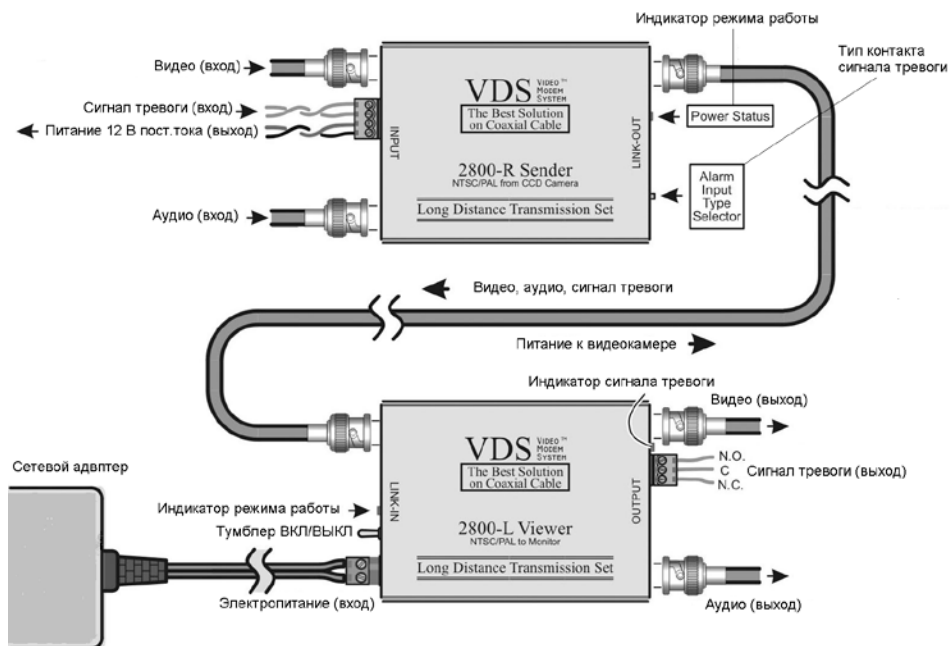 Индикатор режима работы
Тип контакта
сигнала тревоги
Видео (вход)
Сигнал тревоги (вход)
Питание 12 В пост.тока (выход)
Аудио (вход)
INPUT
VDS VIDEO™
MODEM
SYSTEM
The Best Solution
on Coaxial Cable
2800-R Sender
NTSC/PAL from CCD Camera
Long Distance Transmission Set
LINK-OUT
Power Status
Alarm
Input
Type
Selector
Видео, аудио, сигнал тревоги
Питание к видеокамере
Индикатор сигнала тревоги
Видео (выход)
N.O.
C
N.C.
Сигнал тревоги (выход)
Аудио (выход)
OUTPUT
VDS VIDEO™
MODEM
SYSTEM
The Best Solution
on Coaxial Cable
2800-L Viewer
NTSC/PAL to Monitor
Long Distance Transmission Set
LINK-IN
Сетевой адптер
Индикатор режима работы
Тумблер ВКЛ/ВЫКЛ
Электропитание (вход)